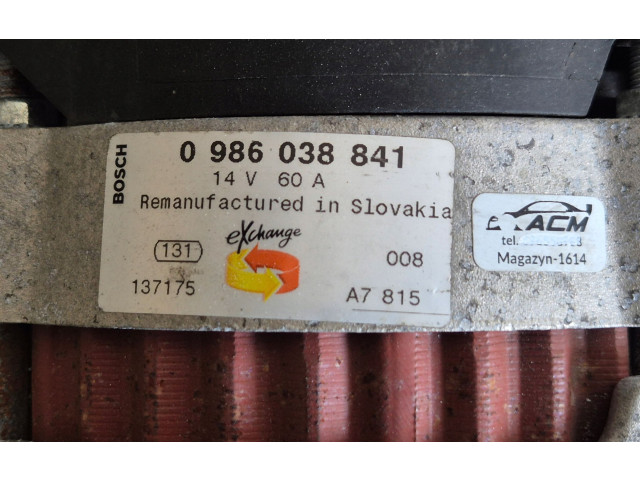 BOSCH
0 986 038 841
14 V 60 A
Remanufactured in Slovakia
131
eXchange
008
137175
A7 815
ACM
tel.
Magazyn-1614